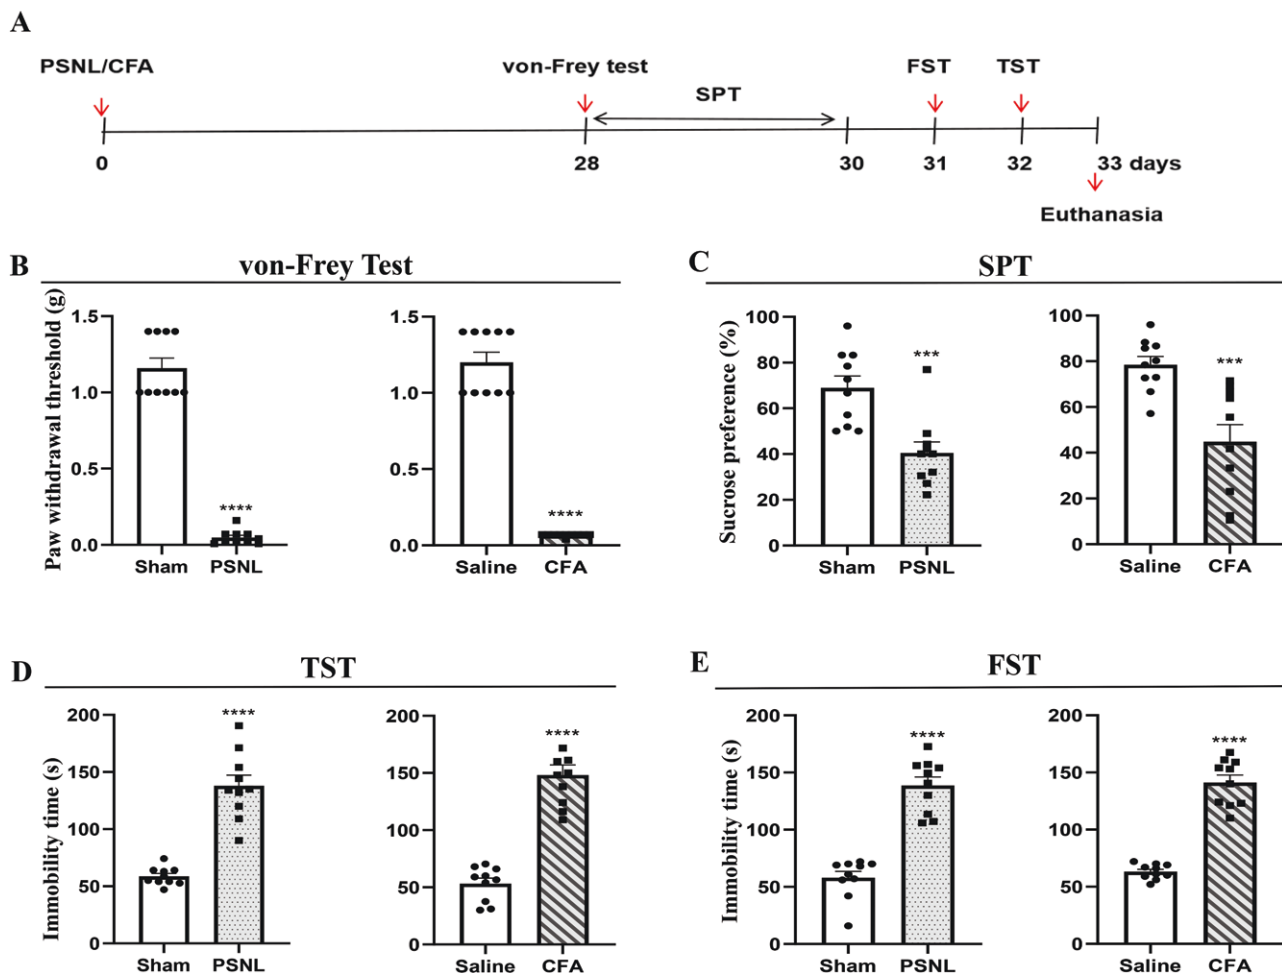 A
PSNL/CFA
von-Frey test
SPT
FST
TST
0
28
30
31
32
33 days
Euthanasia
B
von-Frey Test
Paw withdrawal threshold (g)
1.5
1.0
0.5
0.0
****
Sham
PSNL
1.5
1.0
0.5
0.0
****
Saline
CFA
C
SPT
Sucrose preference (%)
100
80
60
40
20
0
***
Sham
PSNL
100
80
60
40
20
0
***
Saline
CFA
D
TST
Immobility time (s)
200
150
100
50
0
****
Sham
PSNL
200
150
100
50
0
****
Saline
CFA
E
FST
Immobility time (s)
200
150
100
50
0
****
Sham
PSNL
200
150
100
50
0
****
Saline
CFA